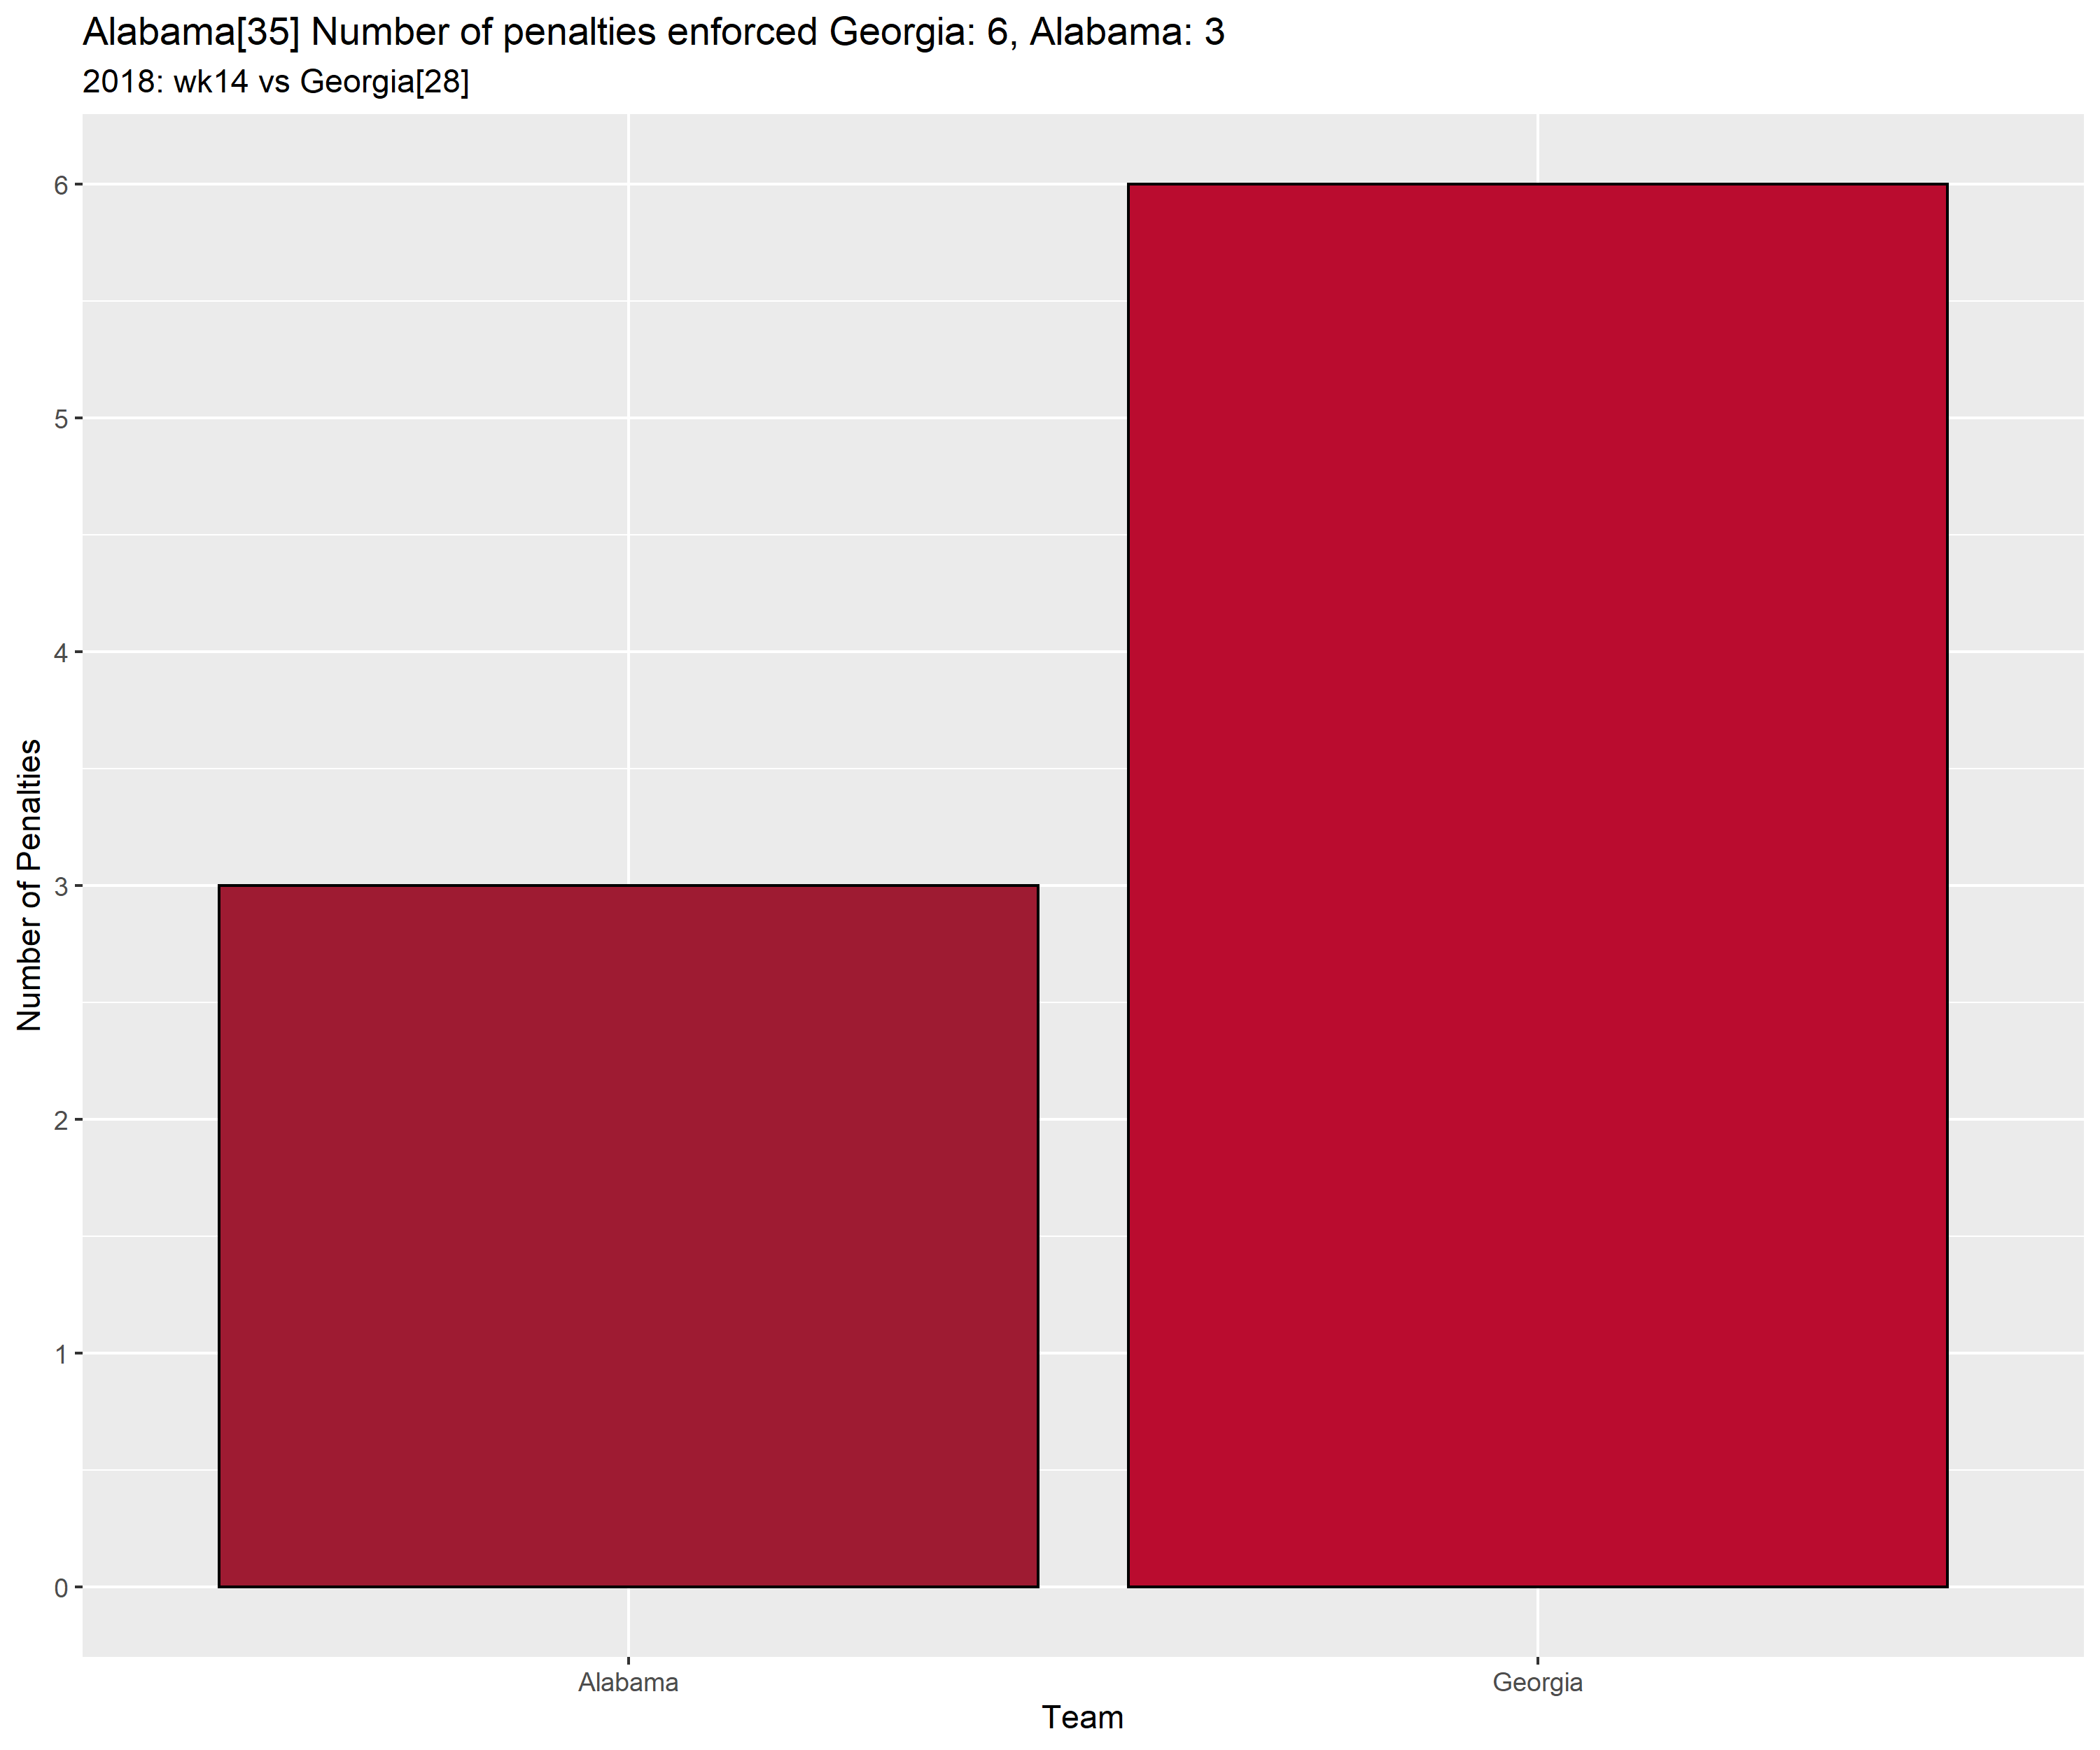 Alabama[35] Number of penalties enforced Georgia: 6, Alabama: 3
2018: wk14 vs Georgia[28]
Number of Penalties
6
5
4
3
2
1
0
Alabama
Georgia
Team